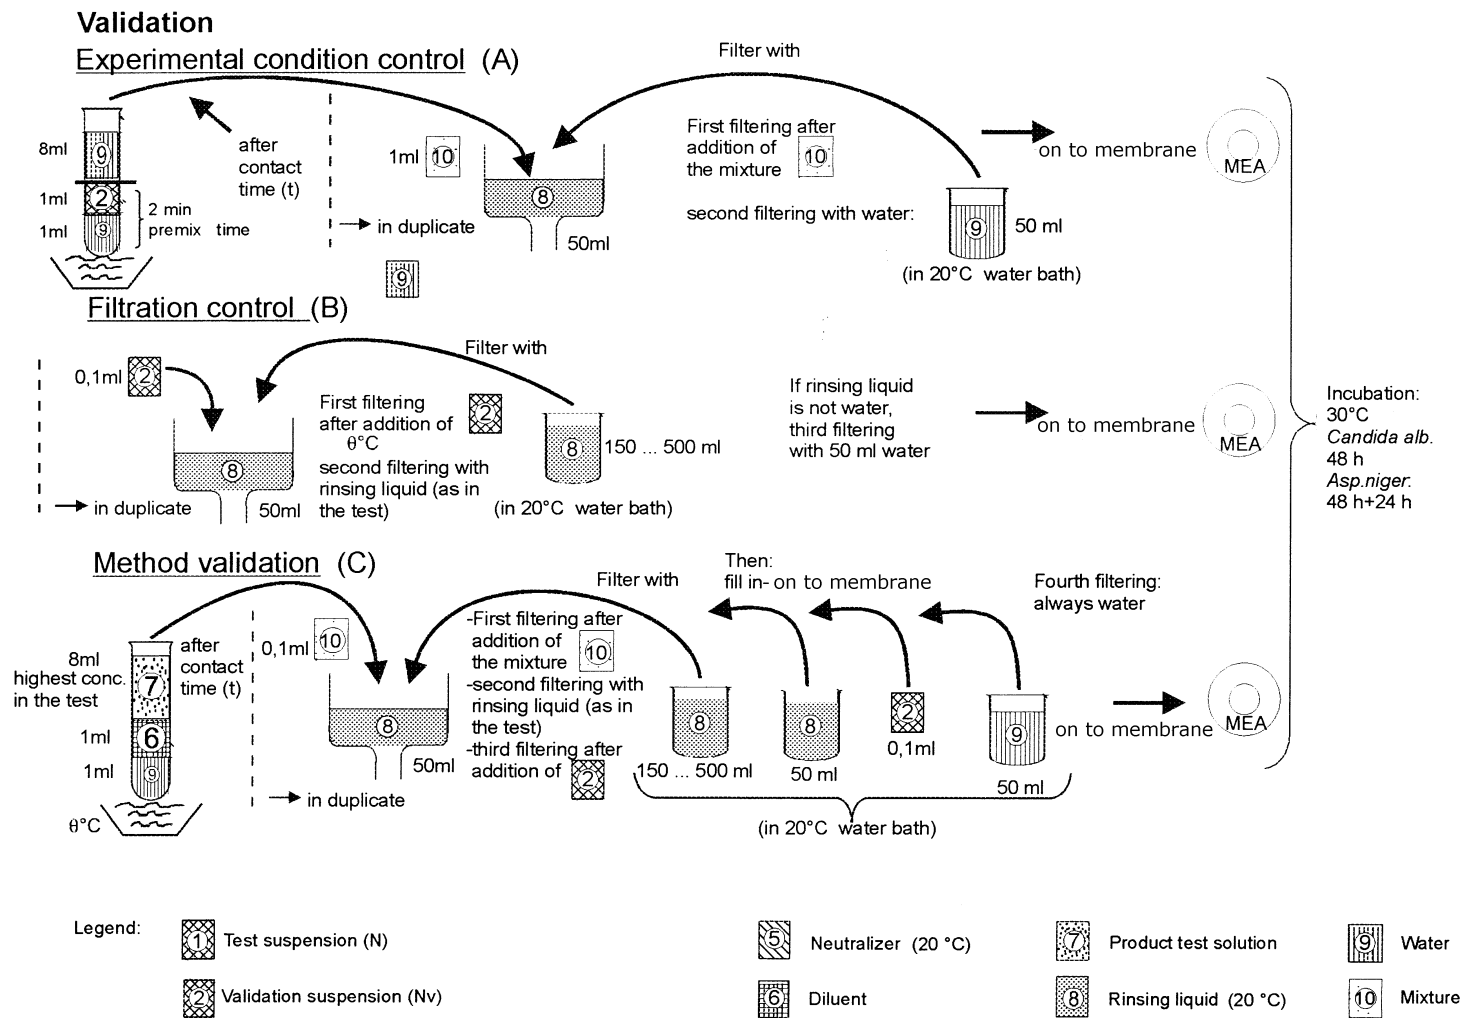 Validation
Experimental condition control (A)
Filter with
8ml
9
1ml
2
1ml
9
2 min
premix time
after
contact
time (t)
1ml
10
in duplicate
9
8
50ml
First filtering after
addition of
the mixture
10
second filtering with water:
9
50 ml
(in 20°C water bath)
on to membrane
MEA
Filtration control (B)
Filter with
0,1ml
2
8
in duplicate
50ml
First filtering
after addition of
2
θ°C
second filtering with
rinsing liquid (as in
the test)
8
150 ... 500 ml
(in 20°C water bath)
If rinsing liquid
is not water,
third filtering
with 50 ml water
on to membrane
MEA
Incubation:
30°C
Candida alb.
48 h
Asp.niger:
48 h+24 h
Method validation (C)
8ml
highest conc.
in the test
7
1ml
6
1ml
9
θ°C
after
contact
time (t)
0,1ml
10
8
50ml
in duplicate
Filter with
-First filtering after
addition of
the mixture
10
-second filtering with
rinsing liquid (as in
the test)
-third filtering after
addition of
2
Then:
fill in- on to membrane
8
150 ... 500 ml
8
50 ml
2
0,1ml
9
50 ml
(in 20°C water bath)
Fourth filtering:
always water
on to membrane
MEA
Legend:
1 Test suspension (N)
2 Validation suspension (Nv)
5 Neutralizer (20 °C)
6 Diluent
7 Product test solution
8 Rinsing liquid (20 °C)
9 Water
10 Mixture